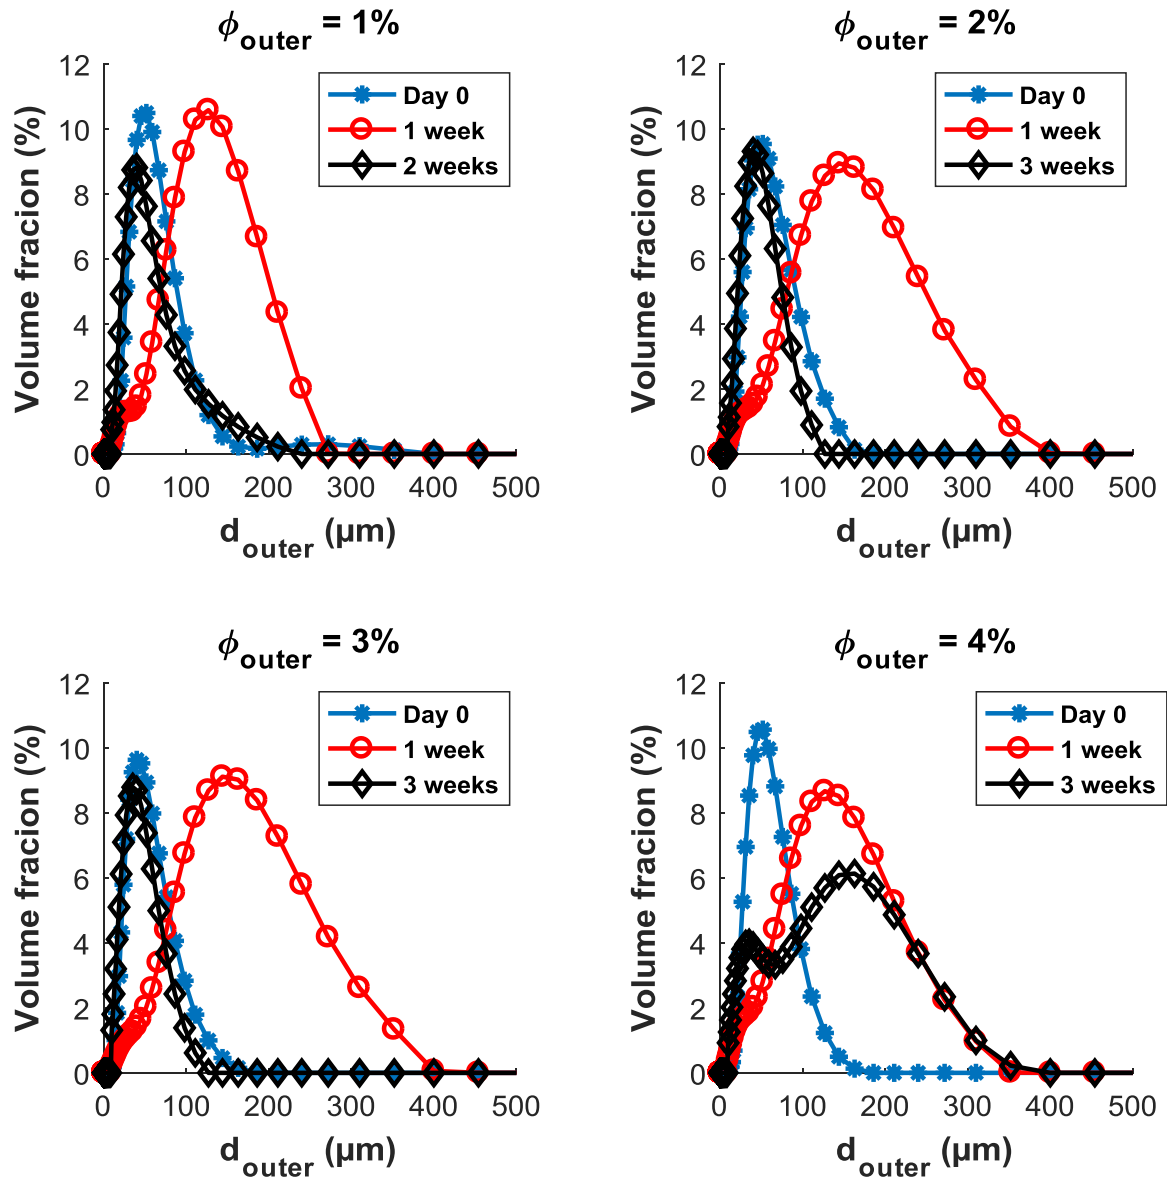 ϕouter = 1%
12
10
8
6
4
2
0
Volume fracion (%)
Day 0
1 week
2 weeks
0 100 200 300 400 500
douter (µm)
ϕouter = 2%
12
10
8
6
4
2
0
Volume fracion (%)
Day 0
1 week
3 weeks
0 100 200 300 400 500
douter (µm)
ϕouter = 3%
12
10
8
6
4
2
0
Volume fracion (%)
Day 0
1 week
3 weeks
0 100 200 300 400 500
douter (µm)
ϕouter = 4%
12
10
8
6
4
2
0
Volume fracion (%)
Day 0
1 week
3 weeks
0 100 200 300 400 500
douter (µm)